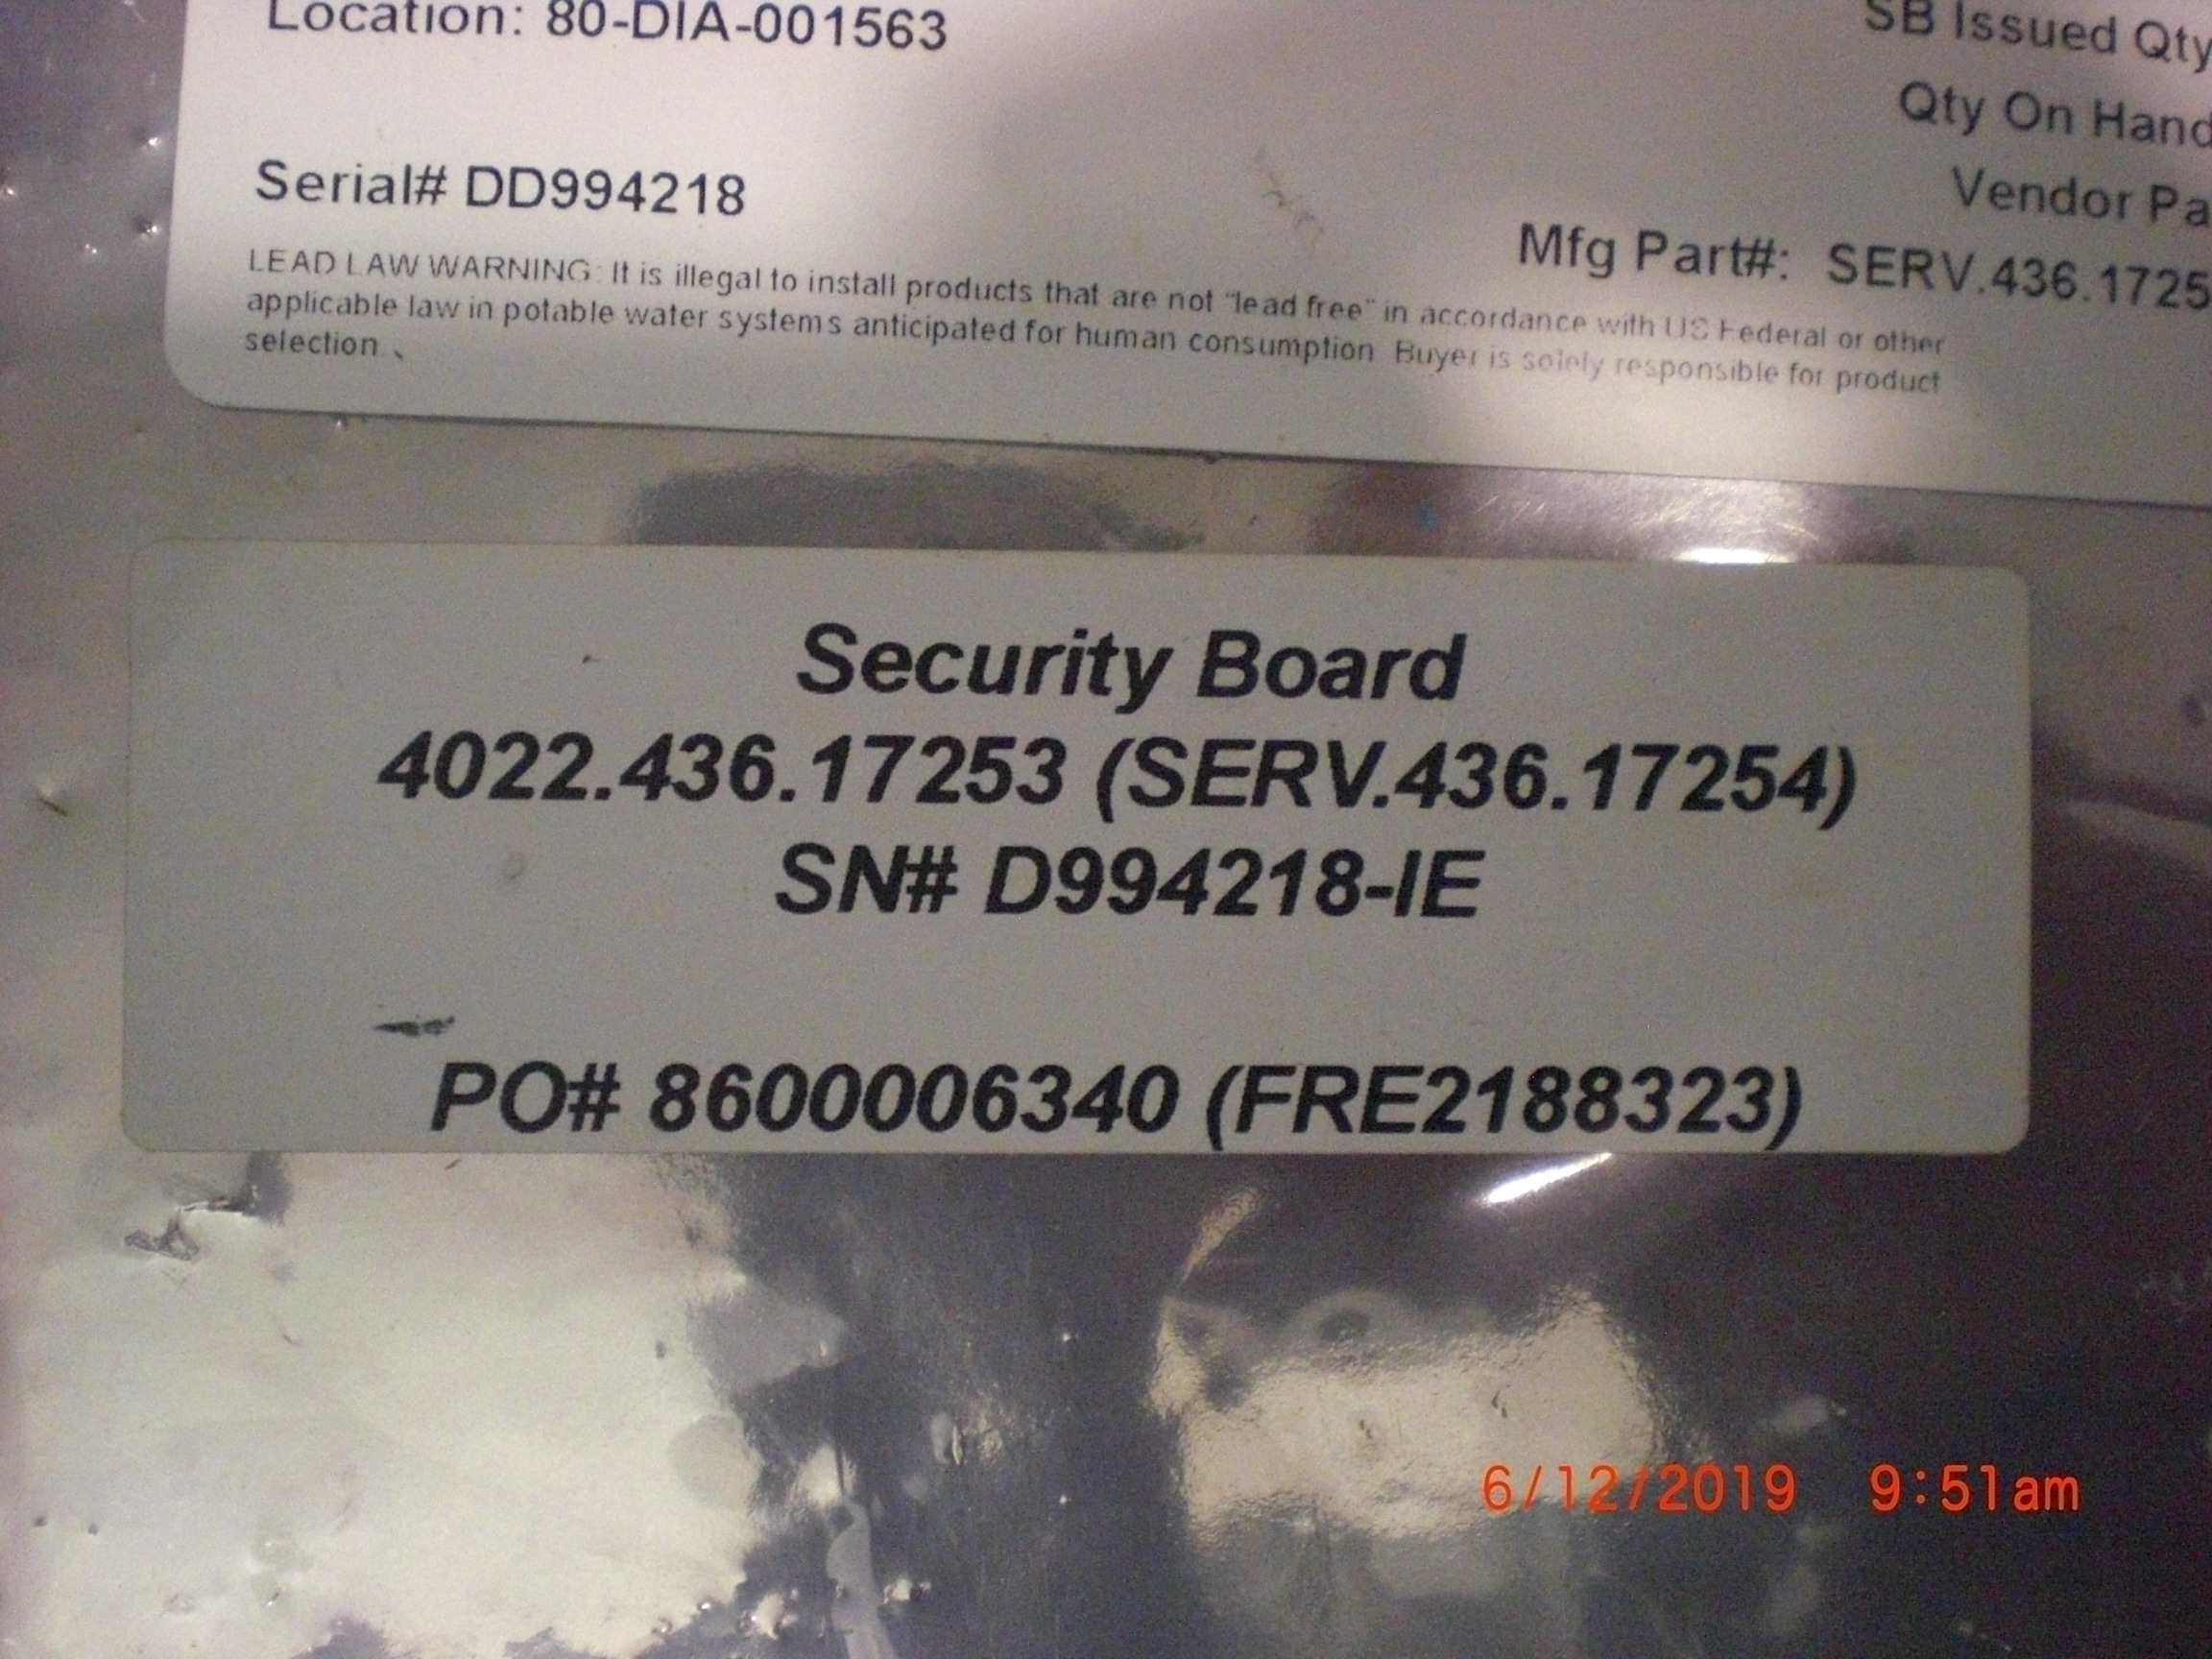 Location: 80-DIA-001563
SB Issued Qty
Qty On Hand
Vendor Pa
Serial# DD994218
Mfg Part#: SERV.436.1725
LEAD LAW WARNING: It is illegal to install products that are not "lead free" in accordance with US Federal or other
applicable law in potable water systems anticipated for human consumption Buyer is solely responsible for product
selection
Security Board
4022.436.17253 (SERV.436.17254)
SN# D994218-IE
PO# 8600006340 (FRE2188323)
6/12/2019 9:51am